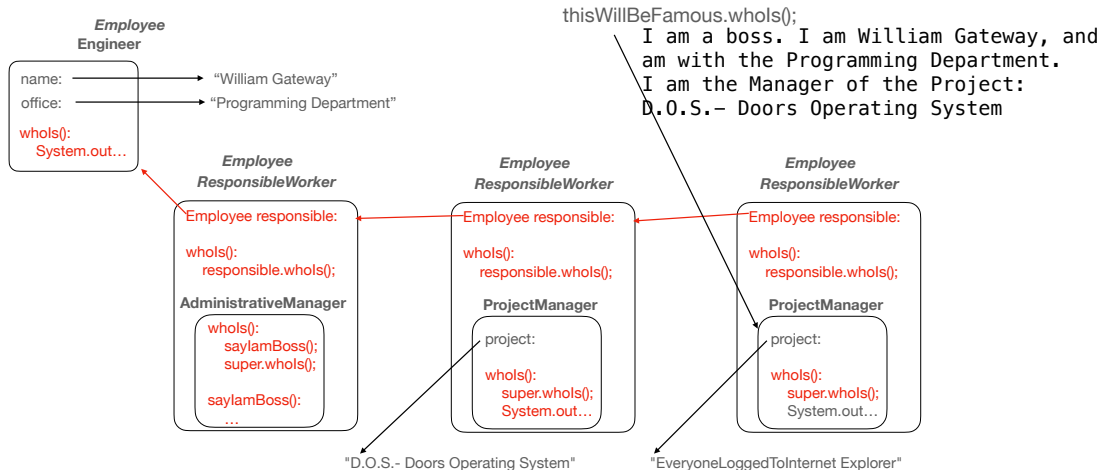 thisWillBeFamous.whoIs();
I am a boss. I am William Gateway, and
am with the Programming Department.
I am the Manager of the Project:
D.O.S.– Doors Operating System
Employee
Engineer
name:
“William Gateway”
office:
“Programming Department”
whoIs():
System.out…
Employee
ResponsibleWorker
Employee responsible:
whoIs():
responsible.whoIs();
AdministrativeManager
whoIs():
sayIamBoss();
super.whoIs();
sayIamBoss():
…
Employee
ResponsibleWorker
Employee responsible:
whoIs():
responsible.whoIs();
ProjectManager
project:
whoIs():
super.whoIs();
System.out…
"D.O.S.- Doors Operating System"
Employee
ResponsibleWorker
Employee responsible:
whoIs():
responsible.whoIs();
ProjectManager
project:
whoIs():
super.whoIs();
System.out…
"EveryoneLoggedToInternet Explorer"